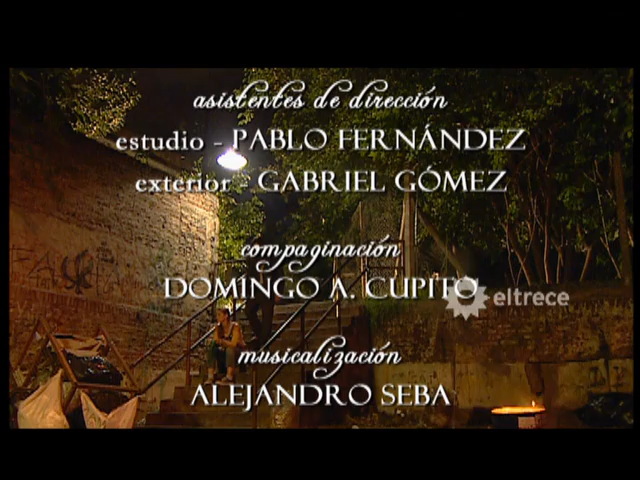 asistentes de dirección
estudio - PABLO FERNÁNDEZ
exterior - GABRIEL GÓMEZ
compaginación
DOMINGO A. CUPITO
eltrece
musicalización
ALEJANDRO SEBA